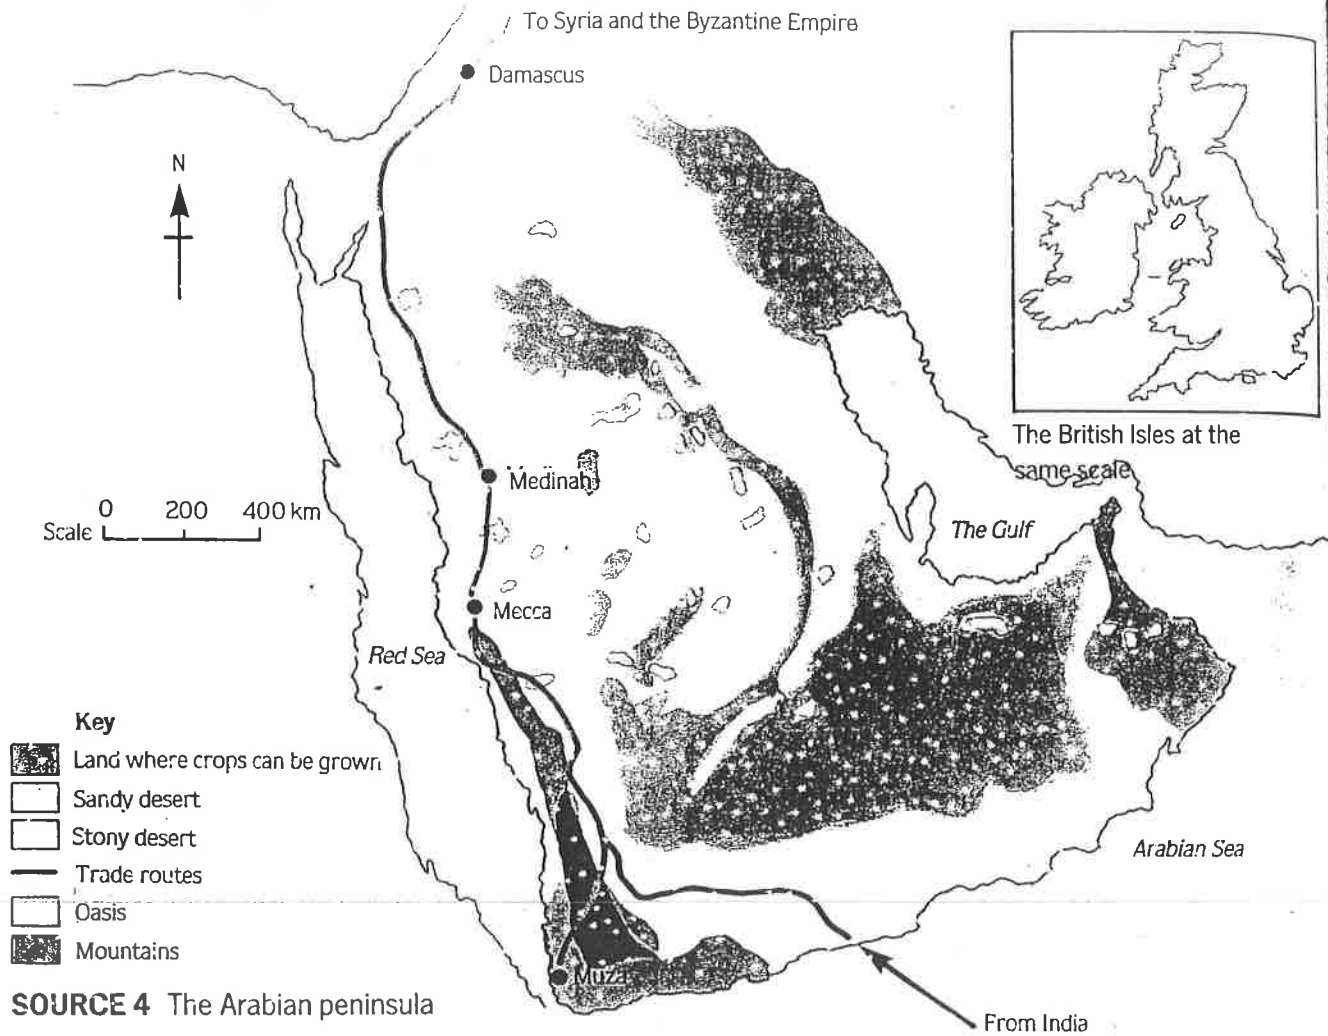 To Syria and the Byzantine Empire
Damascus
N
The British Isles at the
same scale
Medinah
0 200 400 km
Scale
The Gulf
Mecca
Red Sea
Key
Land where crops can be grown
Sandy desert
Stony desert
Trade routes
Oasis
Mountains
Arabian Sea
Muza
SOURCE 4 The Arabian peninsula
From India